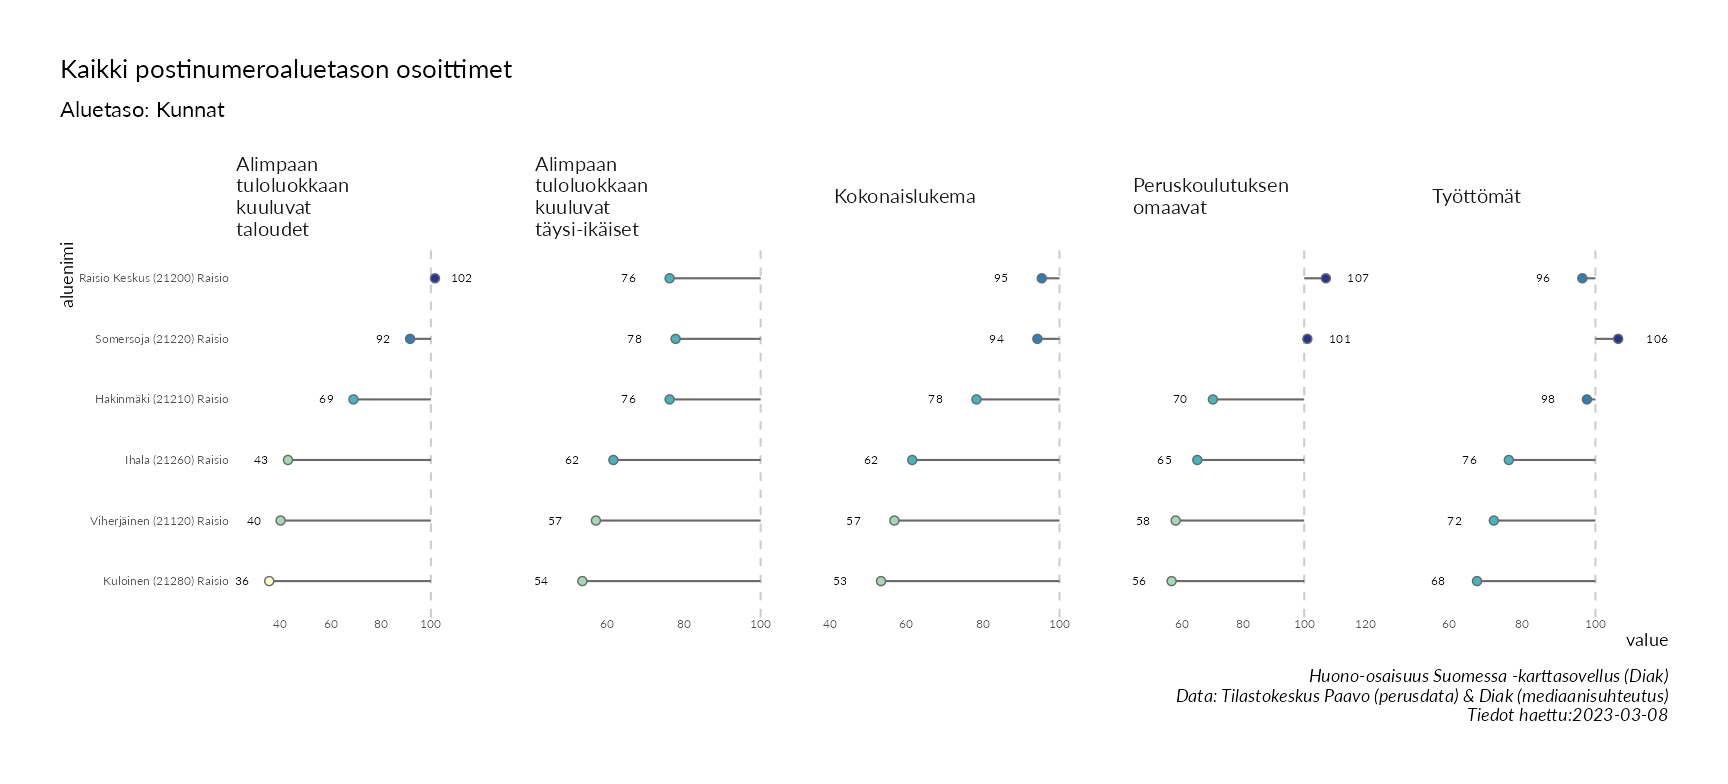 Kaikki postinumeroaluetason osoittimet
Aluetaso: Kunnat
Alimpaan
tuloluokkaan
kuuluvat
taloudet
Alimpaan
tuloluokkaan
kuuluvat
täysi-ikäiset
Kokonaislukema
Peruskoulutuksen
omaavat
Työttömät
aluenimi
Raisio Keskus (21200) Raisio 102 76 95 107 96
Somersoja (21220) Raisio 92 78 94 101 106
Hakinmäki (21210) Raisio 69 76 78 70 98
Ihala (21260) Raisio 43 62 62 65 76
Viherjäinen (21120) Raisio 40 57 57 58 72
Kuloinen (21280) Raisio 36 54 53 56 68
40 60 80 100 60 80 100 40 60 80 100 60 80 100 120 60 80 100
value
Huono-osaisuus Suomessa -karttasovellus (Diak)
Data: Tilastokeskus Paavo (perusdata) & Diak (mediaanisuhteutus)
Tiedot haettu:2023-03-08